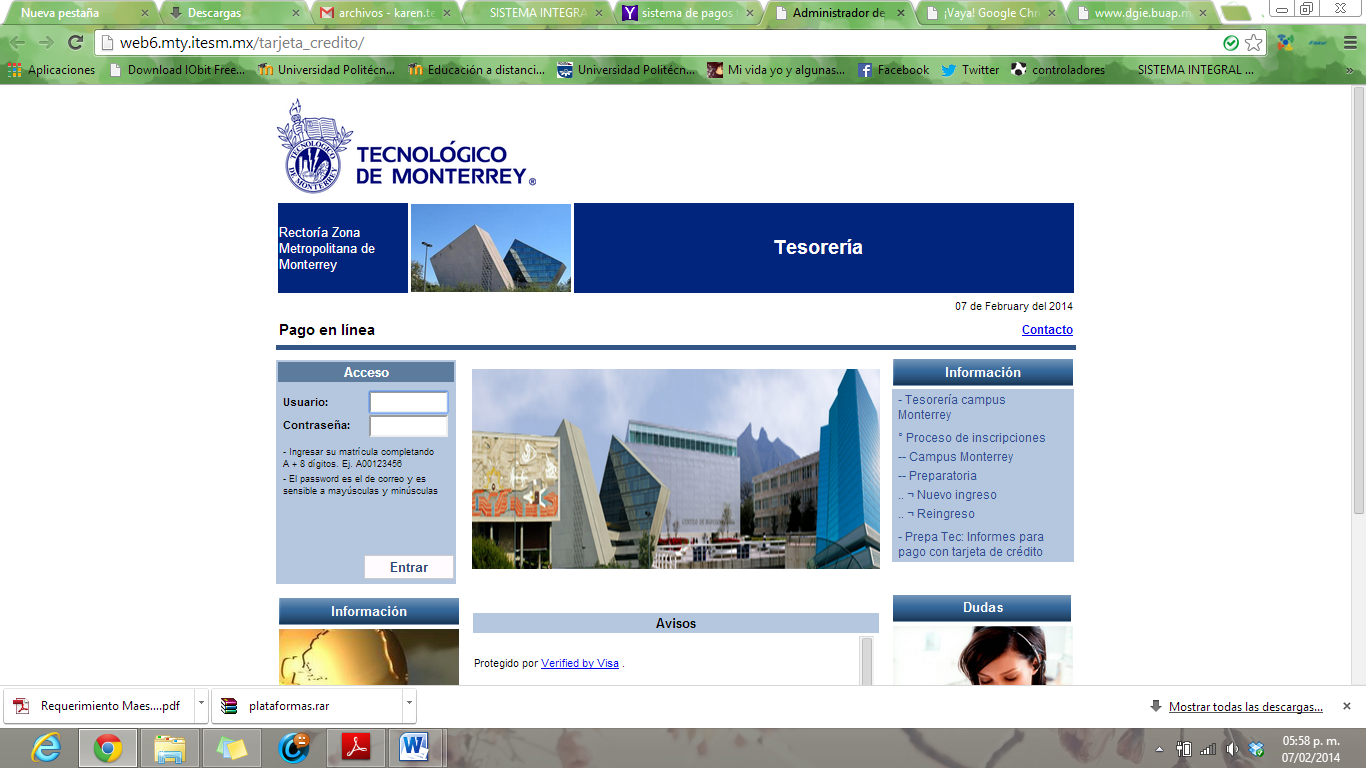 Nueva pestaña
Descargas
archivos - karen.te
SISTEMA INTEGRA
sistema de pagos
Administrador de
¡Vaya! Google Chr
www.dgie.buap.m
web6.mty.itesm.mx/tarjeta_credito/
Aplicaciones
Download IObit Free...
Universidad Politécn...
Educación a distanci...
Universidad Politécn...
Mi vida yo y algunas...
Facebook
Twitter
controladores
SISTEMA INTEGRAL ...
»
TECNOLÓGICO
DE MONTERREY®
Rectoría Zona
Metropolitana de
Monterrey
Tesorería
07 de February del 2014
Pago en línea
Contacto
Acceso
Usuario:
Contraseña:
- Ingresar su matrícula completando
A + 8 dígitos. Ej. A00123456
- El password es el de correo y es
sensible a mayúsculas y minúsculas
Entrar
Información
- Tesorería campus
Monterrey
° Proceso de inscripciones
-- Campus Monterrey
-- Preparatoria
.. ¬ Nuevo ingreso
.. ¬ Reingreso
- Prepa Tec: Informes para
pago con tarjeta de crédito
Información
Avisos
Protegido por Verified by Visa .
Dudas
Requerimiento Maes....pdf
plataformas.rar
Mostrar todas las descargas...
05:58 p. m.
07/02/2014